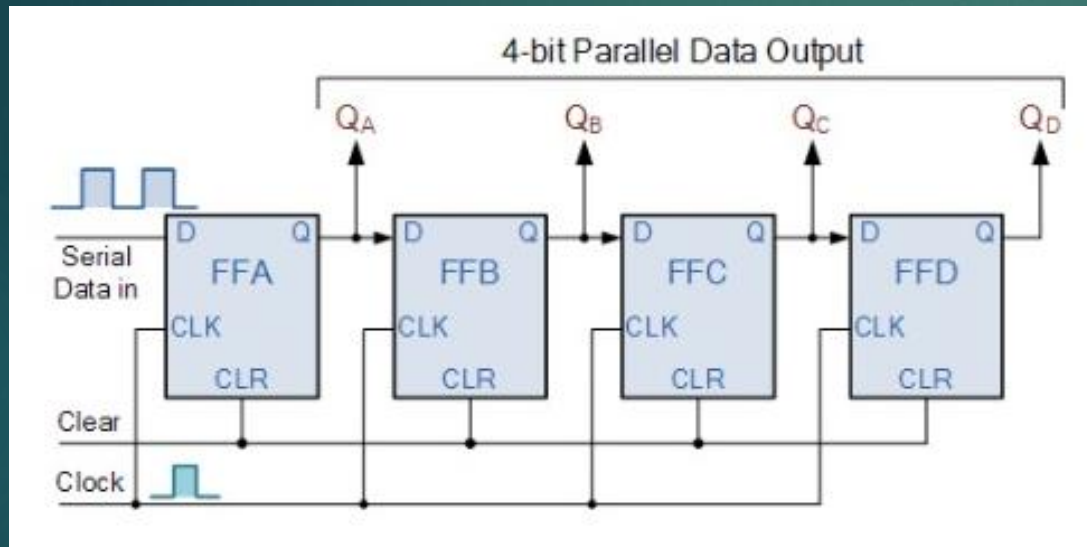 4-bit Parallel Data Output
QA QB QC QD
D Q D Q D Q D Q
Serial
Data in
FFA FFB FFC FFD
CLK CLK CLK CLK
CLR CLR CLR CLR
Clear
Clock